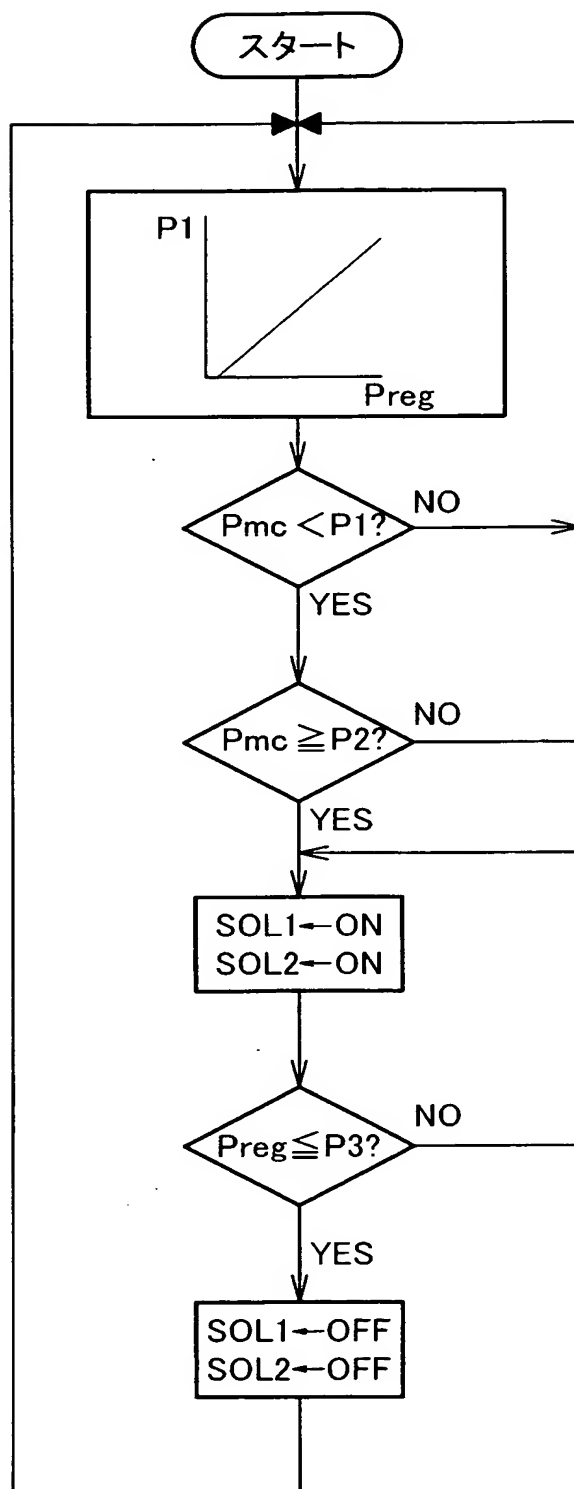 スタート
P1
Preg
Pmc<P1?
NO
YES
Pmc≧P2?
NO
YES
SOL1←ON
SOL2←ON
Preg≦P3?
NO
YES
SOL1←OFF
SOL2←OFF